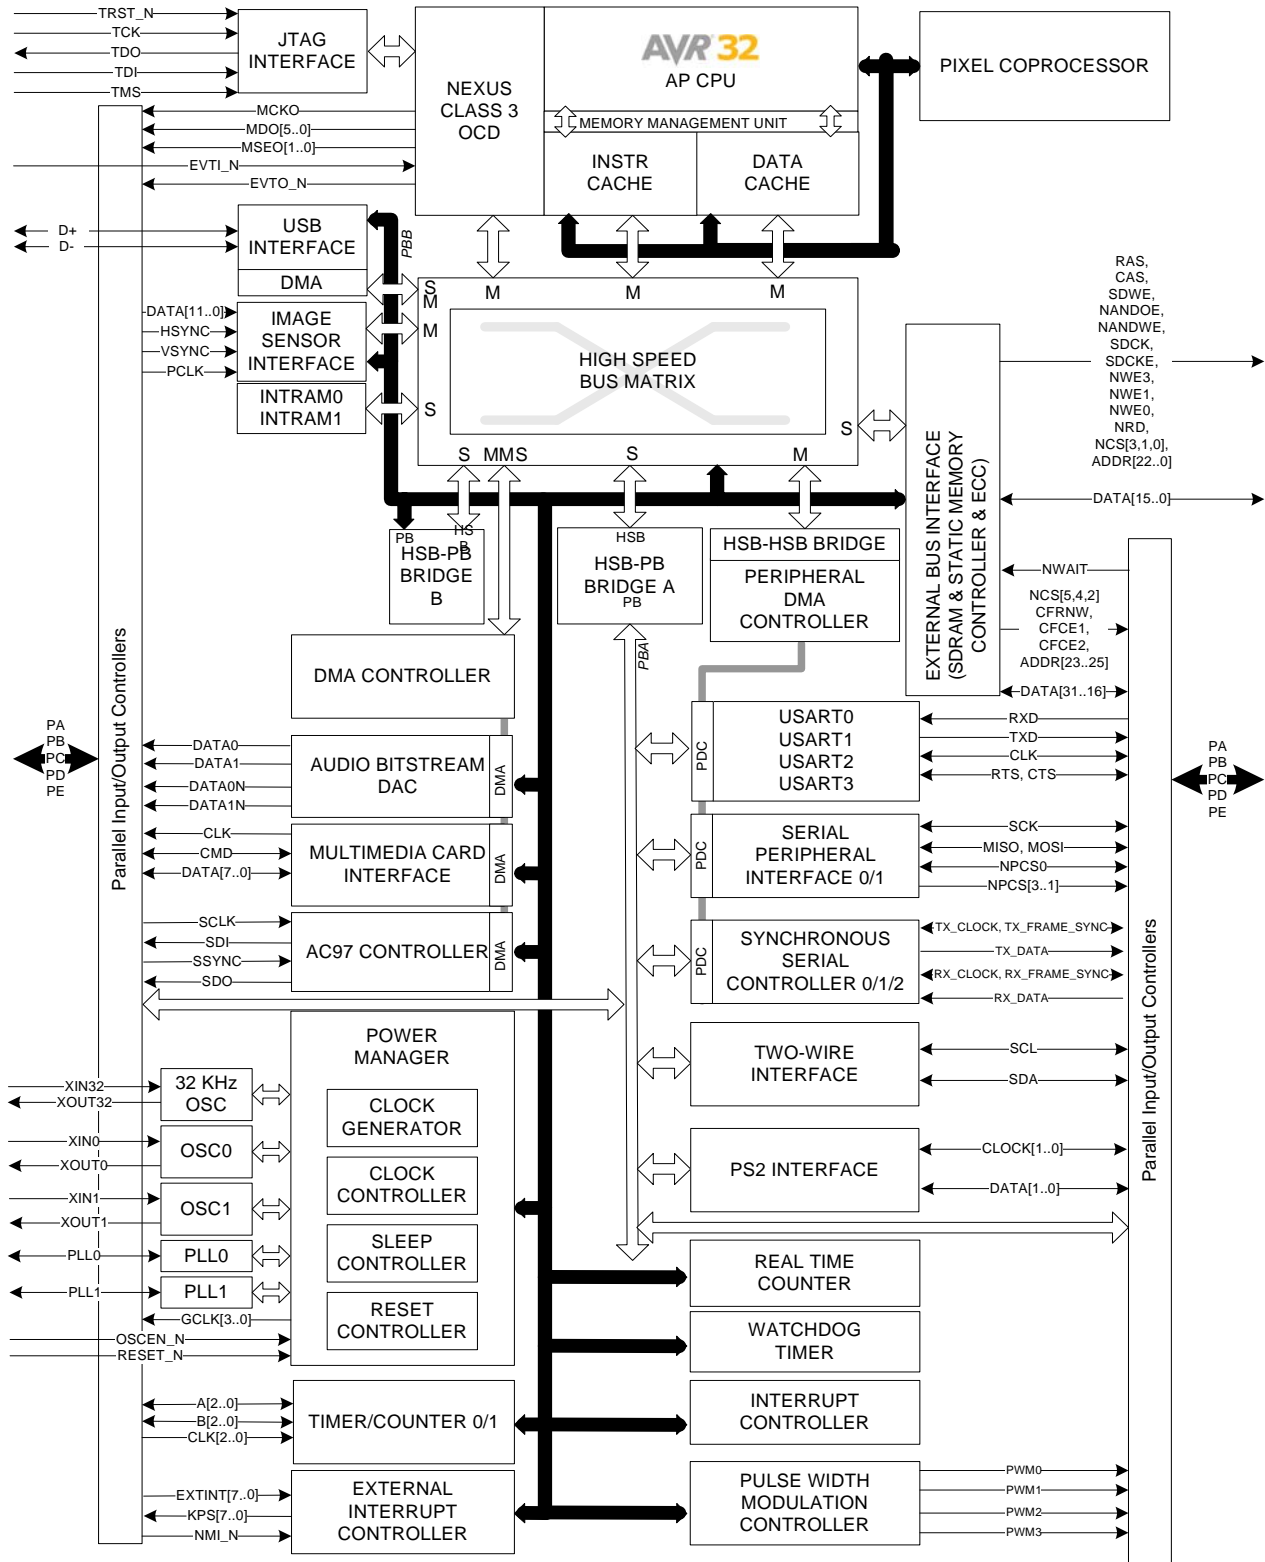 TRST_N
TCK
TDO
TDI
TMS
JTAG
INTERFACE
NEXUS
CLASS 3
OCD
AVR 32
AP CPU
PIXEL COPROCESSOR
MEMORY MANAGEMENT UNIT
INSTR
CACHE
DATA
CACHE
MCKO
MDO[5..0]
MSEO[1..0]
EVTI_N
EVTO_N
D+
D-
USB
INTERFACE
DMA
PBB
DATA[11..0]
HSYNC
VSYNC
PCLK
IMAGE
SENSOR
INTERFACE
INTRAM0
INTRAM1
S
M
M
S
M
M
M
HIGH SPEED
BUS MATRIX
S
S
MMS
S
M
RAS,
CAS,
SDWE,
NANDOE,
NANDWE,
SDCK,
SDCKE,
NWE3,
NWE1,
NWE0,
NRD,
NCS[3,1,0],
ADDR[22..0]
DATA[15..0]
EXTERNAL BUS INTERFACE
(SDRAM & STATIC MEMORY
CONTROLLER & ECC)
NWAIT
NCS[5,4,2]
CFRNW,
CFCE1,
CFCE2,
ADDR[23..25]
DATA[31..16]
PB
HSB
HSB-PB
BRIDGE
B
HSB
HSB-PB
BRIDGE A
PB
HSB-HSB BRIDGE
PERIPHERAL
DMA
CONTROLLER
PBA
Parallel Input/Output Controllers
PA
PB
PC
PD
PE
DMA CONTROLLER
DATA0
DATA1
DATA0N
DATA1N
AUDIO BITSTREAM
DAC
DMA
CLK
CMD
DATA[7..0]
MULTIMEDIA CARD
INTERFACE
DMA
SCLK
SDI
SSYNC
SDO
AC97 CONTROLLER
DMA
PDC
USART0
USART1
USART2
USART3
RXD
TXD
CLK
RTS, CTS
PDC
SERIAL
PERIPHERAL
INTERFACE 0/1
SCK
MISO, MOSI
NPCS0
NPCS[3..1]
PDC
SYNCHRONOUS
SERIAL
CONTROLLER 0/1/2
TX_CLOCK, TX_FRAME_SYNC
TX_DATA
RX_CLOCK, RX_FRAME_SYNC
RX_DATA
TWO-WIRE
INTERFACE
SCL
SDA
PS2 INTERFACE
CLOCK[1..0]
DATA[1..0]
Parallel Input/Output Controllers
PA
PB
PC
PD
PE
POWER
MANAGER
CLOCK
GENERATOR
CLOCK
CONTROLLER
SLEEP
CONTROLLER
RESET
CONTROLLER
XIN32
XOUT32
32 KHz
OSC
XIN0
XOUT0
OSC0
XIN1
XOUT1
OSC1
PLL0
PLL0
PLL1
PLL1
GCLK[3..0]
OSCEN_N
RESET_N
REAL TIME
COUNTER
WATCHDOG
TIMER
INTERRUPT
CONTROLLER
A[2..0]
B[2..0]
CLK[2..0]
TIMER/COUNTER 0/1
EXTINT[7..0]
KPS[7..0]
NMI_N
EXTERNAL
INTERRUPT
CONTROLLER
PULSE WIDTH
MODULATION
CONTROLLER
PWM0
PWM1
PWM2
PWM3